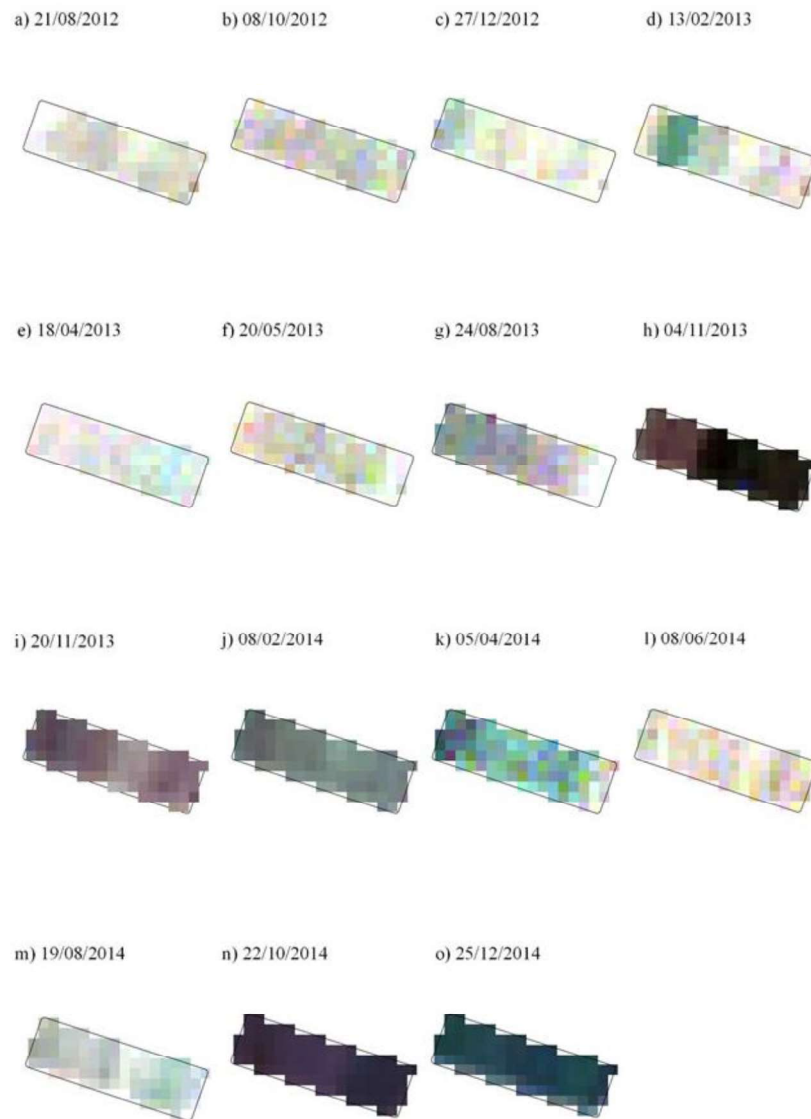 a) 21/08/2012
b) 08/10/2012
c) 27/12/2012
d) 13/02/2013
e) 18/04/2013
f) 20/05/2013
g) 24/08/2013
h) 04/11/2013
i) 20/11/2013
j) 08/02/2014
k) 05/04/2014
l) 08/06/2014
m) 19/08/2014
n) 22/10/2014
o) 25/12/2014